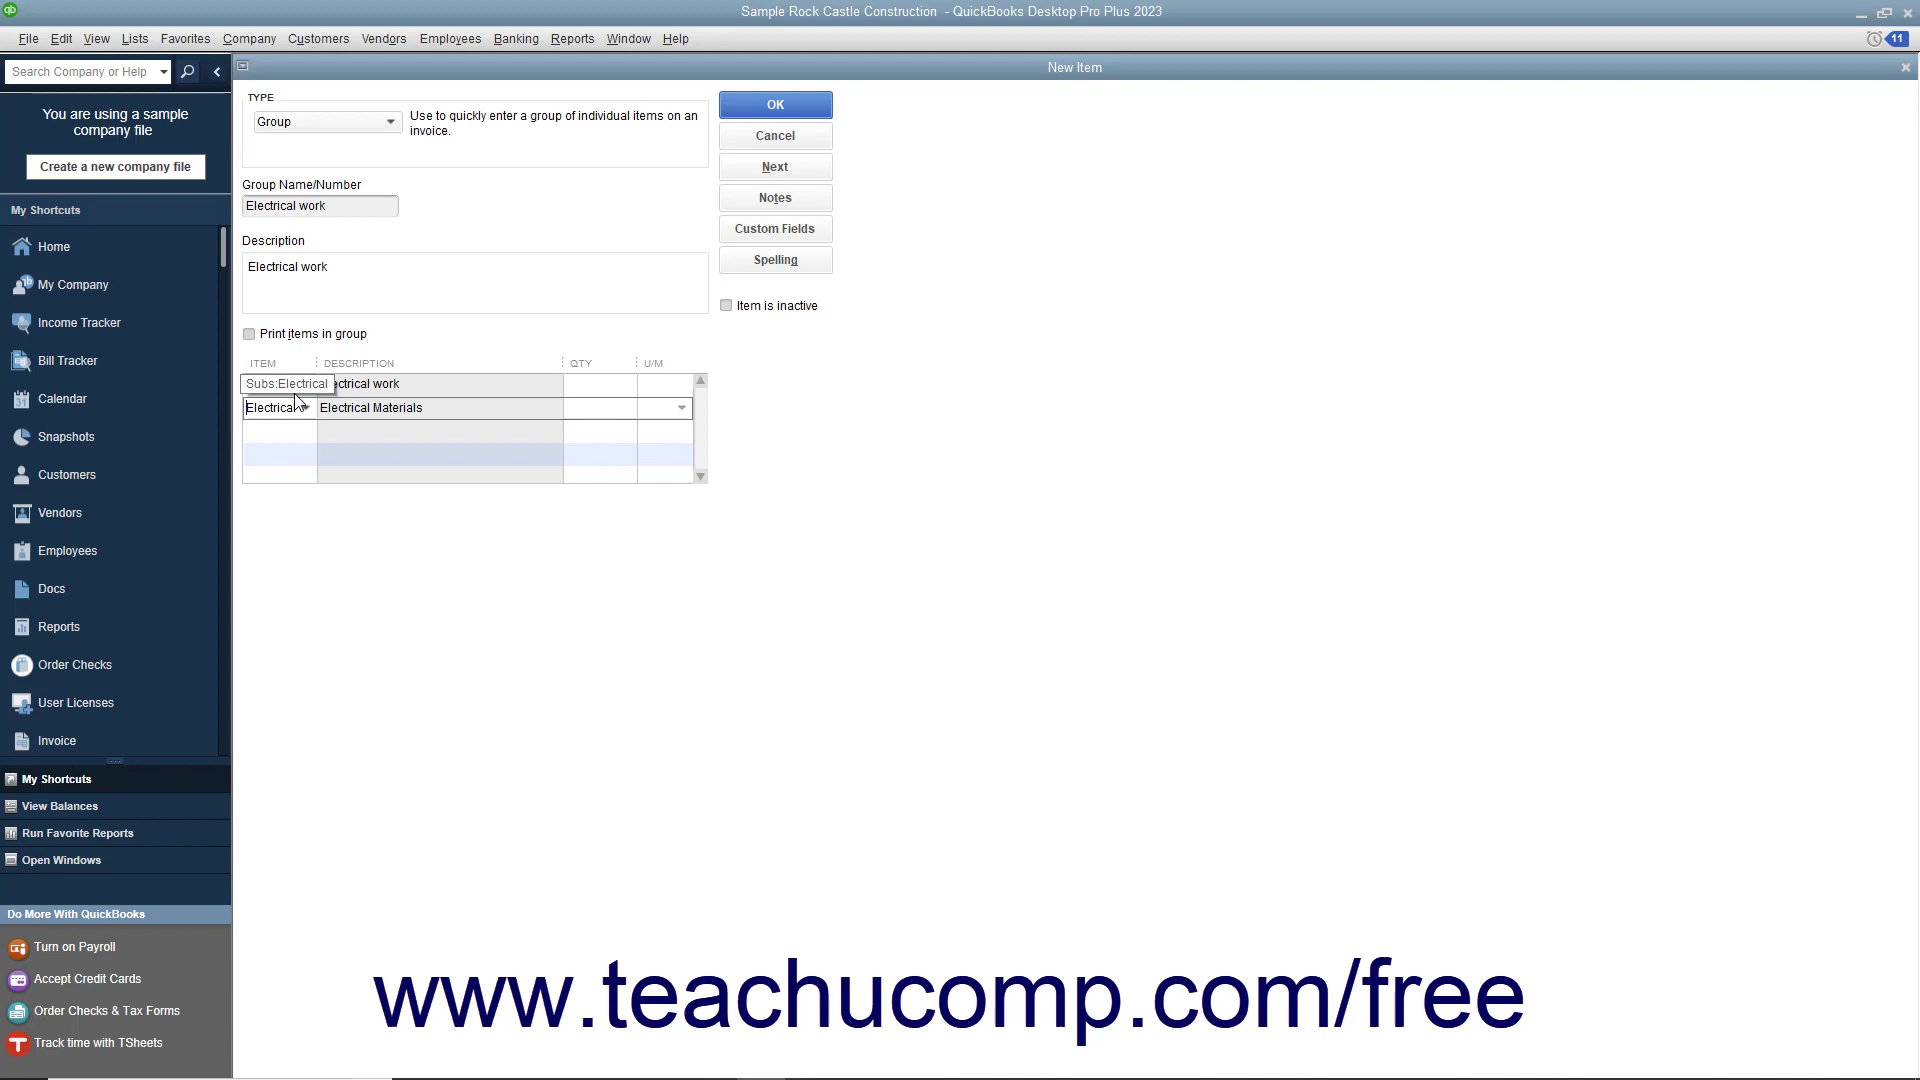 Sample Rock Castle Construction - QuickBooks Desktop Pro Plus 2023
File Edit View Lists Favorites Company Customers Vendors Employees Banking Reports Window Help
11
Search Company or Help
New Item
You are using a sample
company file
Create a new company file
My Shortcuts
Home
My Company
Income Tracker
Bill Tracker
Calendar
Snapshots
Customers
Vendors
Employees
Docs
Reports
Order Checks
User Licenses
Invoice
My Shortcuts
View Balances
Run Favorite Reports
Open Windows
Do More With QuickBooks
Turn on Payroll
Accept Credit Cards
Order Checks & Tax Forms
Track time with TSheets
TYPE
Group
Use to quickly enter a group of individual items on an
invoice.
Group Name/Number
Electrical work
Description
Electrical work
Print items in group
ITEM DESCRIPTION QTY U/M
Subs:Electrical work
Electrical Electrical Materials
OK
Cancel
Next
Notes
Custom Fields
Spelling
Item is inactive
www.teachucomp.com/free